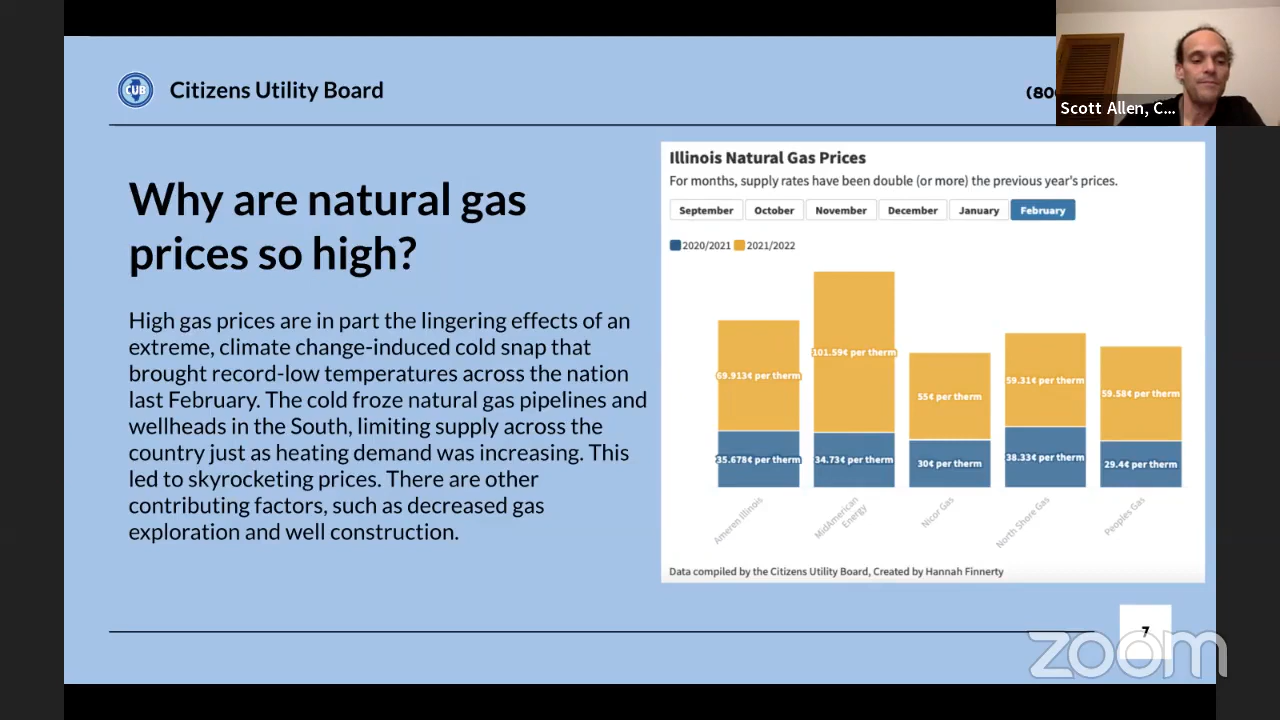 CUB
Citizens Utility Board
(80
Scott Allen, C...
Why are natural gas
prices so high?
High gas prices are in part the lingering effects of an
extreme, climate change-induced cold snap that
brought record-low temperatures across the nation
last February. The cold froze natural gas pipelines and
wellheads in the South, limiting supply across the
country just as heating demand was increasing. This
led to skyrocketing prices. There are other
contributing factors, such as decreased gas
exploration and well construction.
Illinois Natural Gas Prices
For months, supply rates have been double (or more) the previous year's prices.
September October November December January February
2020/2021 2021/2022
69.913¢ per therm
101.59¢ per therm
55¢ per therm
59.31¢ per therm
59.58¢ per therm
35.678¢ per therm
34.73¢ per therm
30¢ per therm
38.33¢ per therm
29.4¢ per therm
Ameren Illinois
MidAmerican
Energy
Nicor Gas
North Shore Gas
Peoples Gas
Data compiled by the Citizens Utility Board, Created by Hannah Finnerty
7
zoom